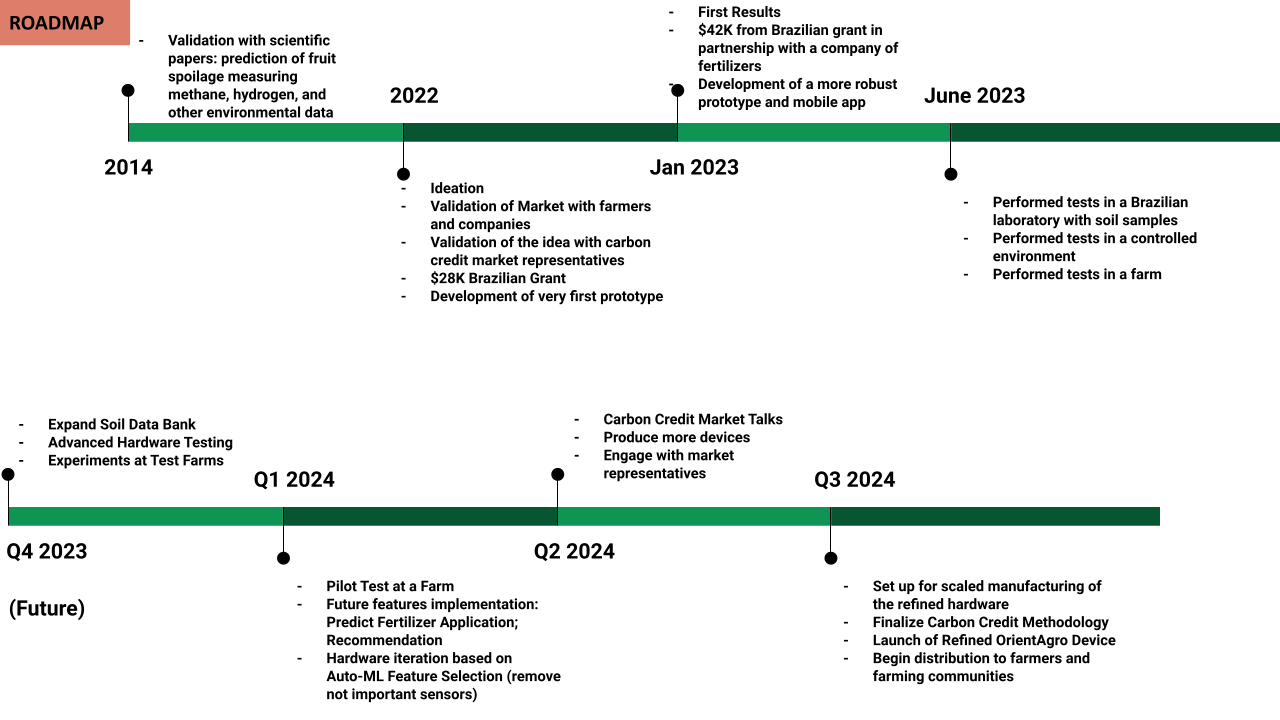 ROADMAP
- Validation with scientific
papers: prediction of fruit
spoilage measuring
methane, hydrogen, and
other environmental data
2014
2022
- Ideation
- Validation of Market with farmers
and companies
- Validation of the idea with carbon
credit market representatives
- $28K Brazilian Grant
- Development of very first prototype
- First Results
- $42K from Brazilian grant in
partnership with a company of
fertilizers
- Development of a more robust
prototype and mobile app
Jan 2023
June 2023
- Performed tests in a Brazilian
laboratory with soil samples
- Performed tests in a controlled
environment
- Performed tests in a farm
- Expand Soil Data Bank
- Advanced Hardware Testing
- Experiments at Test Farms
Q4 2023
(Future)
Q1 2024
- Pilot Test at a Farm
- Future features implementation:
Predict Fertilizer Application;
Recommendation
- Hardware iteration based on
Auto-ML Feature Selection (remove
not important sensors)
- Carbon Credit Market Talks
- Produce more devices
- Engage with market
representatives
Q2 2024
Q3 2024
- Set up for scaled manufacturing of
the refined hardware
- Finalize Carbon Credit Methodology
- Launch of Refined OrientAgro Device
- Begin distribution to farmers and
farming communities